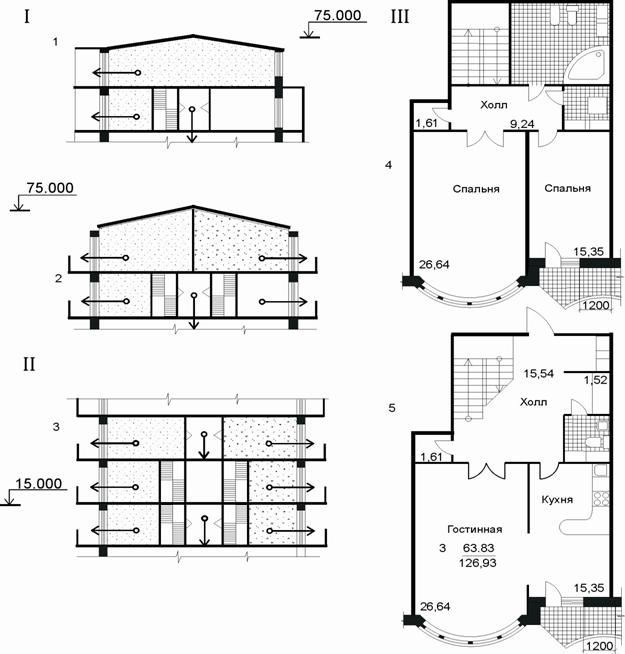 I
75.000
1
75.000
2
II
3
15.000
III
Холл
1,61
9,24
4
Спальня
Спальня
15,35
26,64
1200
15,54
1,52
Холл
5
1,61
Кухня
Гостинная
3 63.83
126,93
15,35
26,64
1200